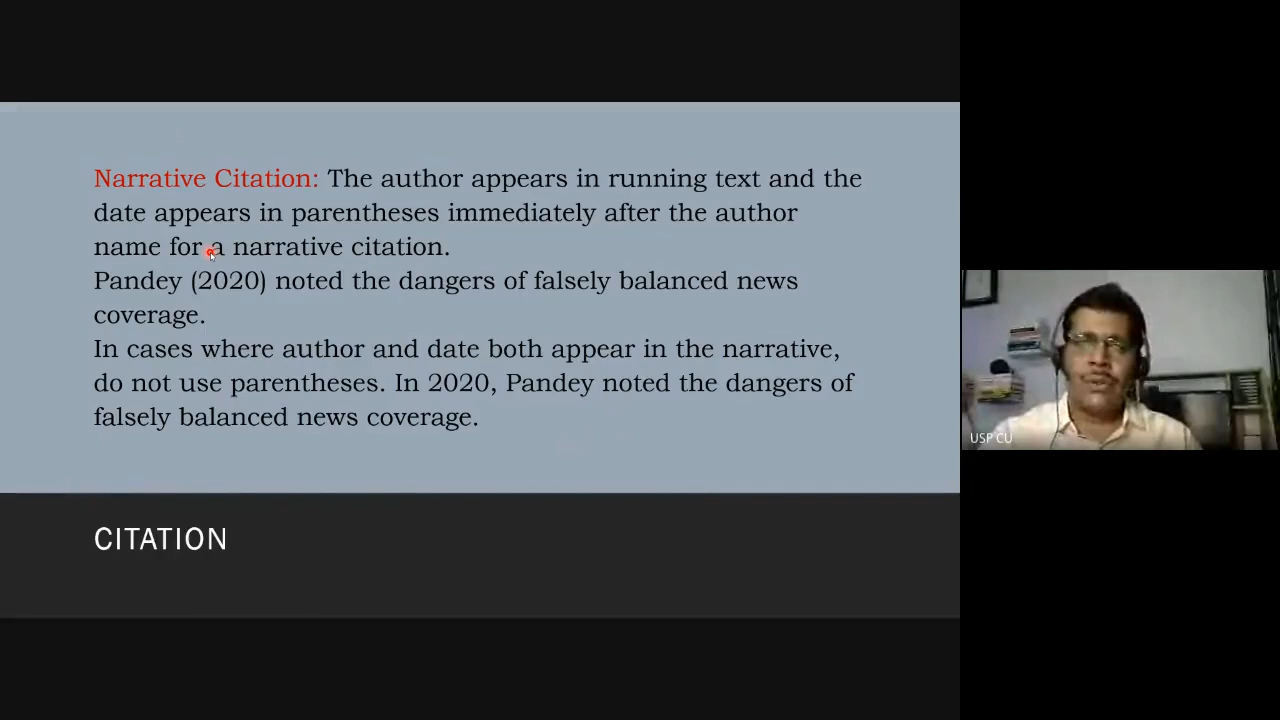 Narrative Citation: The author appears in running text and the
date appears in parentheses immediately after the author
name for a narrative citation.
Pandey (2020) noted the dangers of falsely balanced news
coverage.
In cases where author and date both appear in the narrative,
do not use parentheses. In 2020, Pandey noted the dangers of
falsely balanced news coverage.
CITATION
USP CU